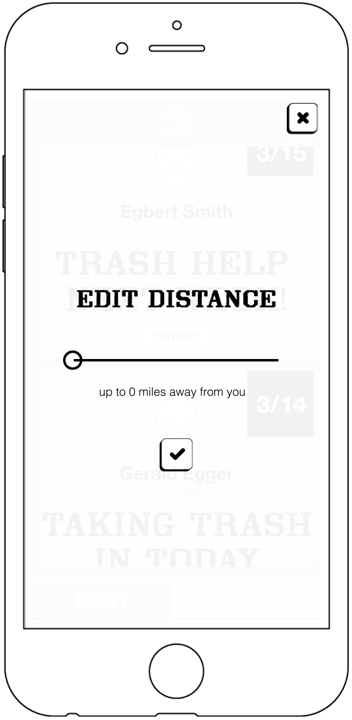 3/15
Egbert Smith
TRASH HELP
EDIT DISTANCE
CONTACT
up to 0 miles away from you
3/14
Gerald Egger
TAKING TRASH
IN TODAY
POST